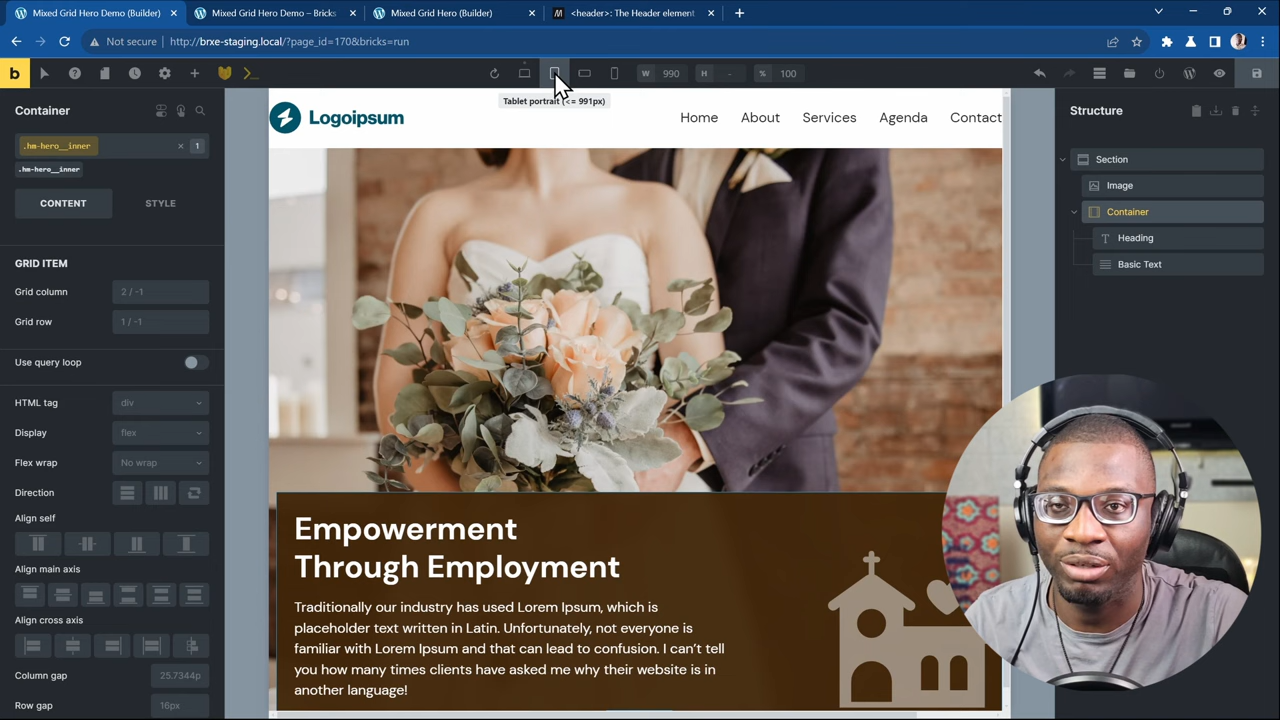 Mixed Grid Hero Demo (Builder)
Mixed Grid Hero Demo – Bricks
Mixed Grid Hero (Builder)
<header>: The Header element
Not secure
http://brxe-staging.local/?page_id=170&bricks=run
b
W 990
H -
% 100
Tablet portrait (<= 991px)
Container
.hm-hero__inner
1
.hm-hero__inner
CONTENT
STYLE
GRID ITEM
Grid column
2 / -1
Grid row
1 / -1
Use query loop
HTML tag
div
Display
flex
Flex wrap
No wrap
Direction
Align self
Align main axis
Align cross axis
Column gap
25.7344p
Row gap
16px
Logoipsum
Home
About
Services
Agenda
Contact
Empowerment
Through Employment
Traditionally our industry has used Lorem Ipsum, which is
placeholder text written in Latin. Unfortunately, not everyone is
familiar with Lorem Ipsum and that can lead to confusion. I can’t tell
you how many times clients have asked me why their website is in
another language!
Structure
Section
Image
Container
Heading
Basic Text